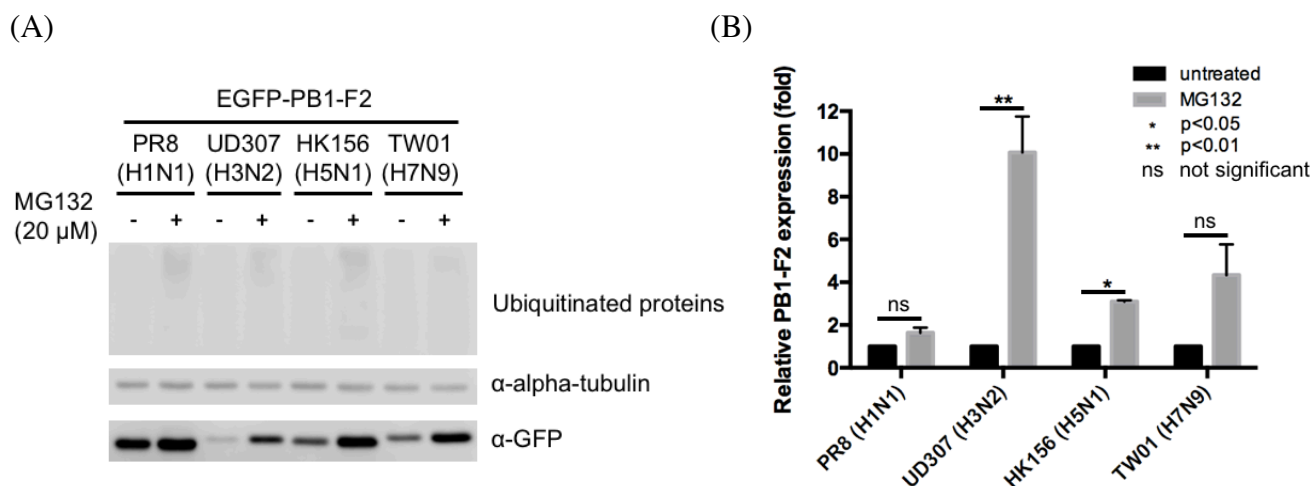 (A)
EGFP-PB1-F2
PR8 UD307 HK156 TW01
(H1N1) (H3N2) (H5N1) (H7N9)
MG132
(20 μM)
- + - + - + - +
Ubiquitinated proteins
α-alpha-tubulin
α-GFP
(B)
untreated
MG132
* p<0.05
** p<0.01
ns not significant
Relative PB1-F2 expression (fold)
12
10
8
6
4
2
0
ns
**
*
ns
PR8 (H1N1)
UD307 (H3N2)
HK156 (H5N1)
TW01 (H7N9)